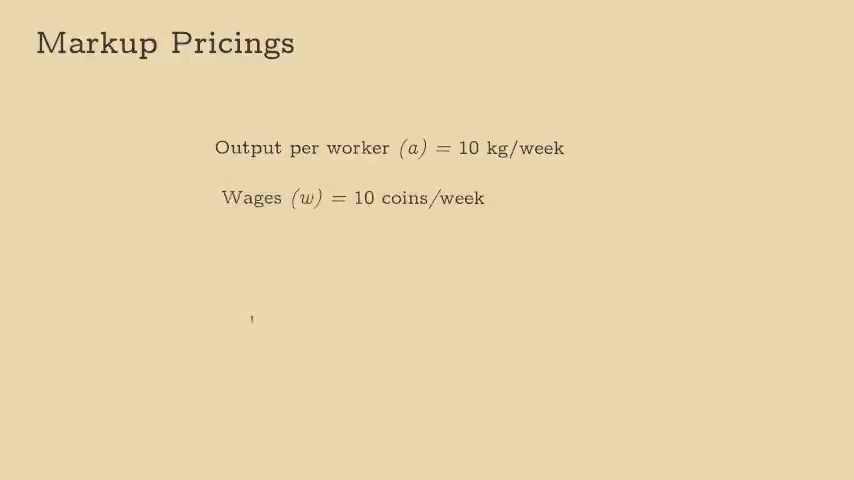 Markup Pricings
Output per worker (a) = 10 kg/week
Wages (w) = 10 coins/week